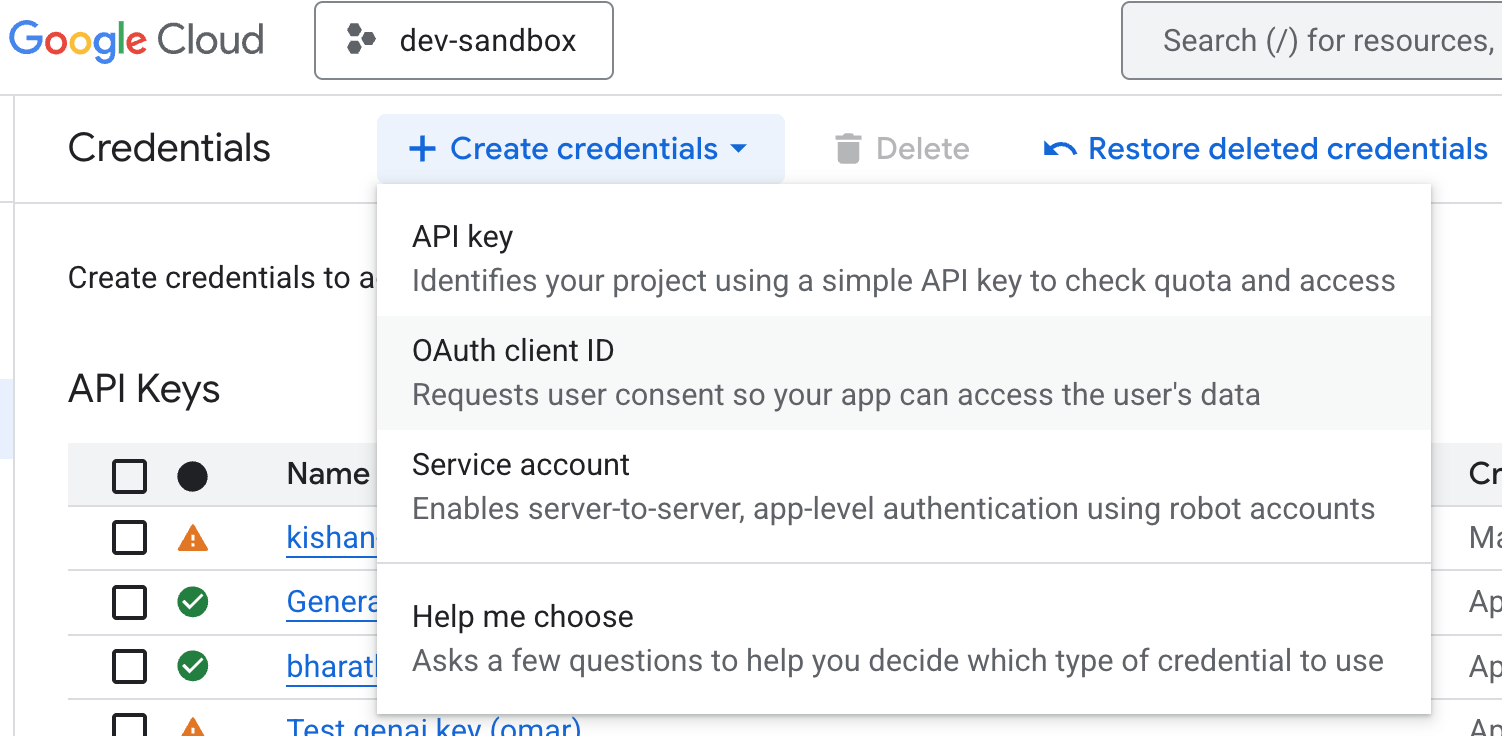 Google Cloud
dev-sandbox
Search (/) for resources,
Credentials
Create credentials
Delete
Restore deleted credentials
API key
Identifies your project using a simple API key to check quota and access
OAuth client ID
Requests user consent so your app can access the user's data
Service account
Enables server-to-server, app-level authentication using robot accounts
Help me choose
Asks a few questions to help you decide which type of credential to use
Create credentials to a
API Keys
Name
Cr
kishan
Ma
Genera
Ap
bharath
Ap
Test genai key (omar)
Ap